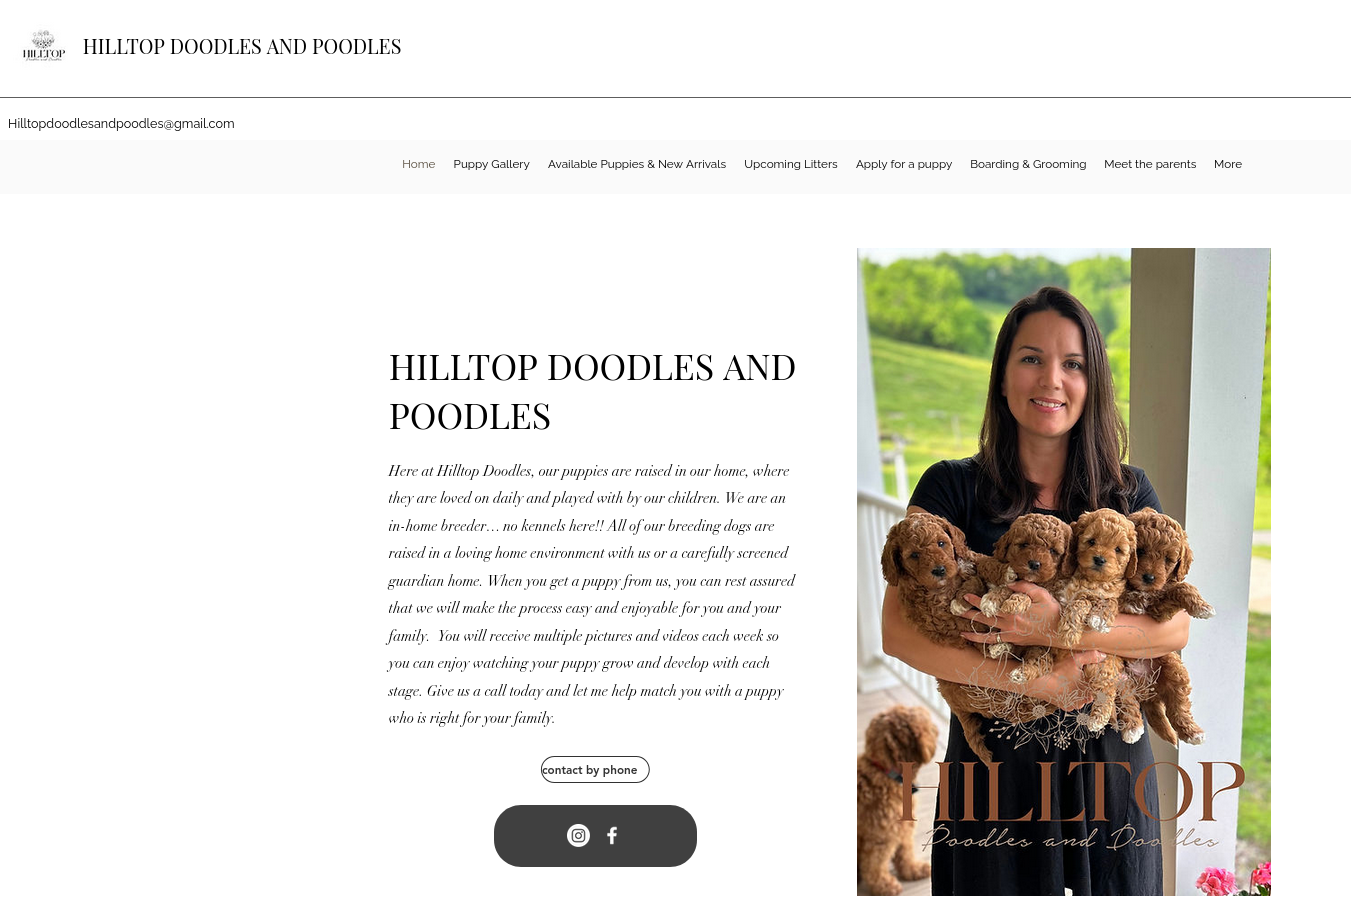 HILLTOP
HILLTOP DOODLES AND POODLES
Hilltopdoodlesandpoodles@gmail.com
Home Puppy Gallery Available Puppies & New Arrivals Upcoming Litters Apply for a puppy Boarding & Grooming Meet the parents More
HILLTOP DOODLES AND
POODLES
Here at Hilltop Doodles, our puppies are raised in our home, where
they are loved on daily and played with by our children. We are an
in-home breeder… no kennels here!! All of our breeding dogs are
raised in a loving home environment with us or a carefully screened
guardian home. When you get a puppy from us, you can rest assured
that we will make the process easy and enjoyable for you and your
family. You will receive multiple pictures and videos each week so
you can enjoy watching your puppy grow and develop with each
stage. Give us a call today and let me help match you with a puppy
who is right for your family.
contact by phone
HILLTOP
Poodles and Doodles